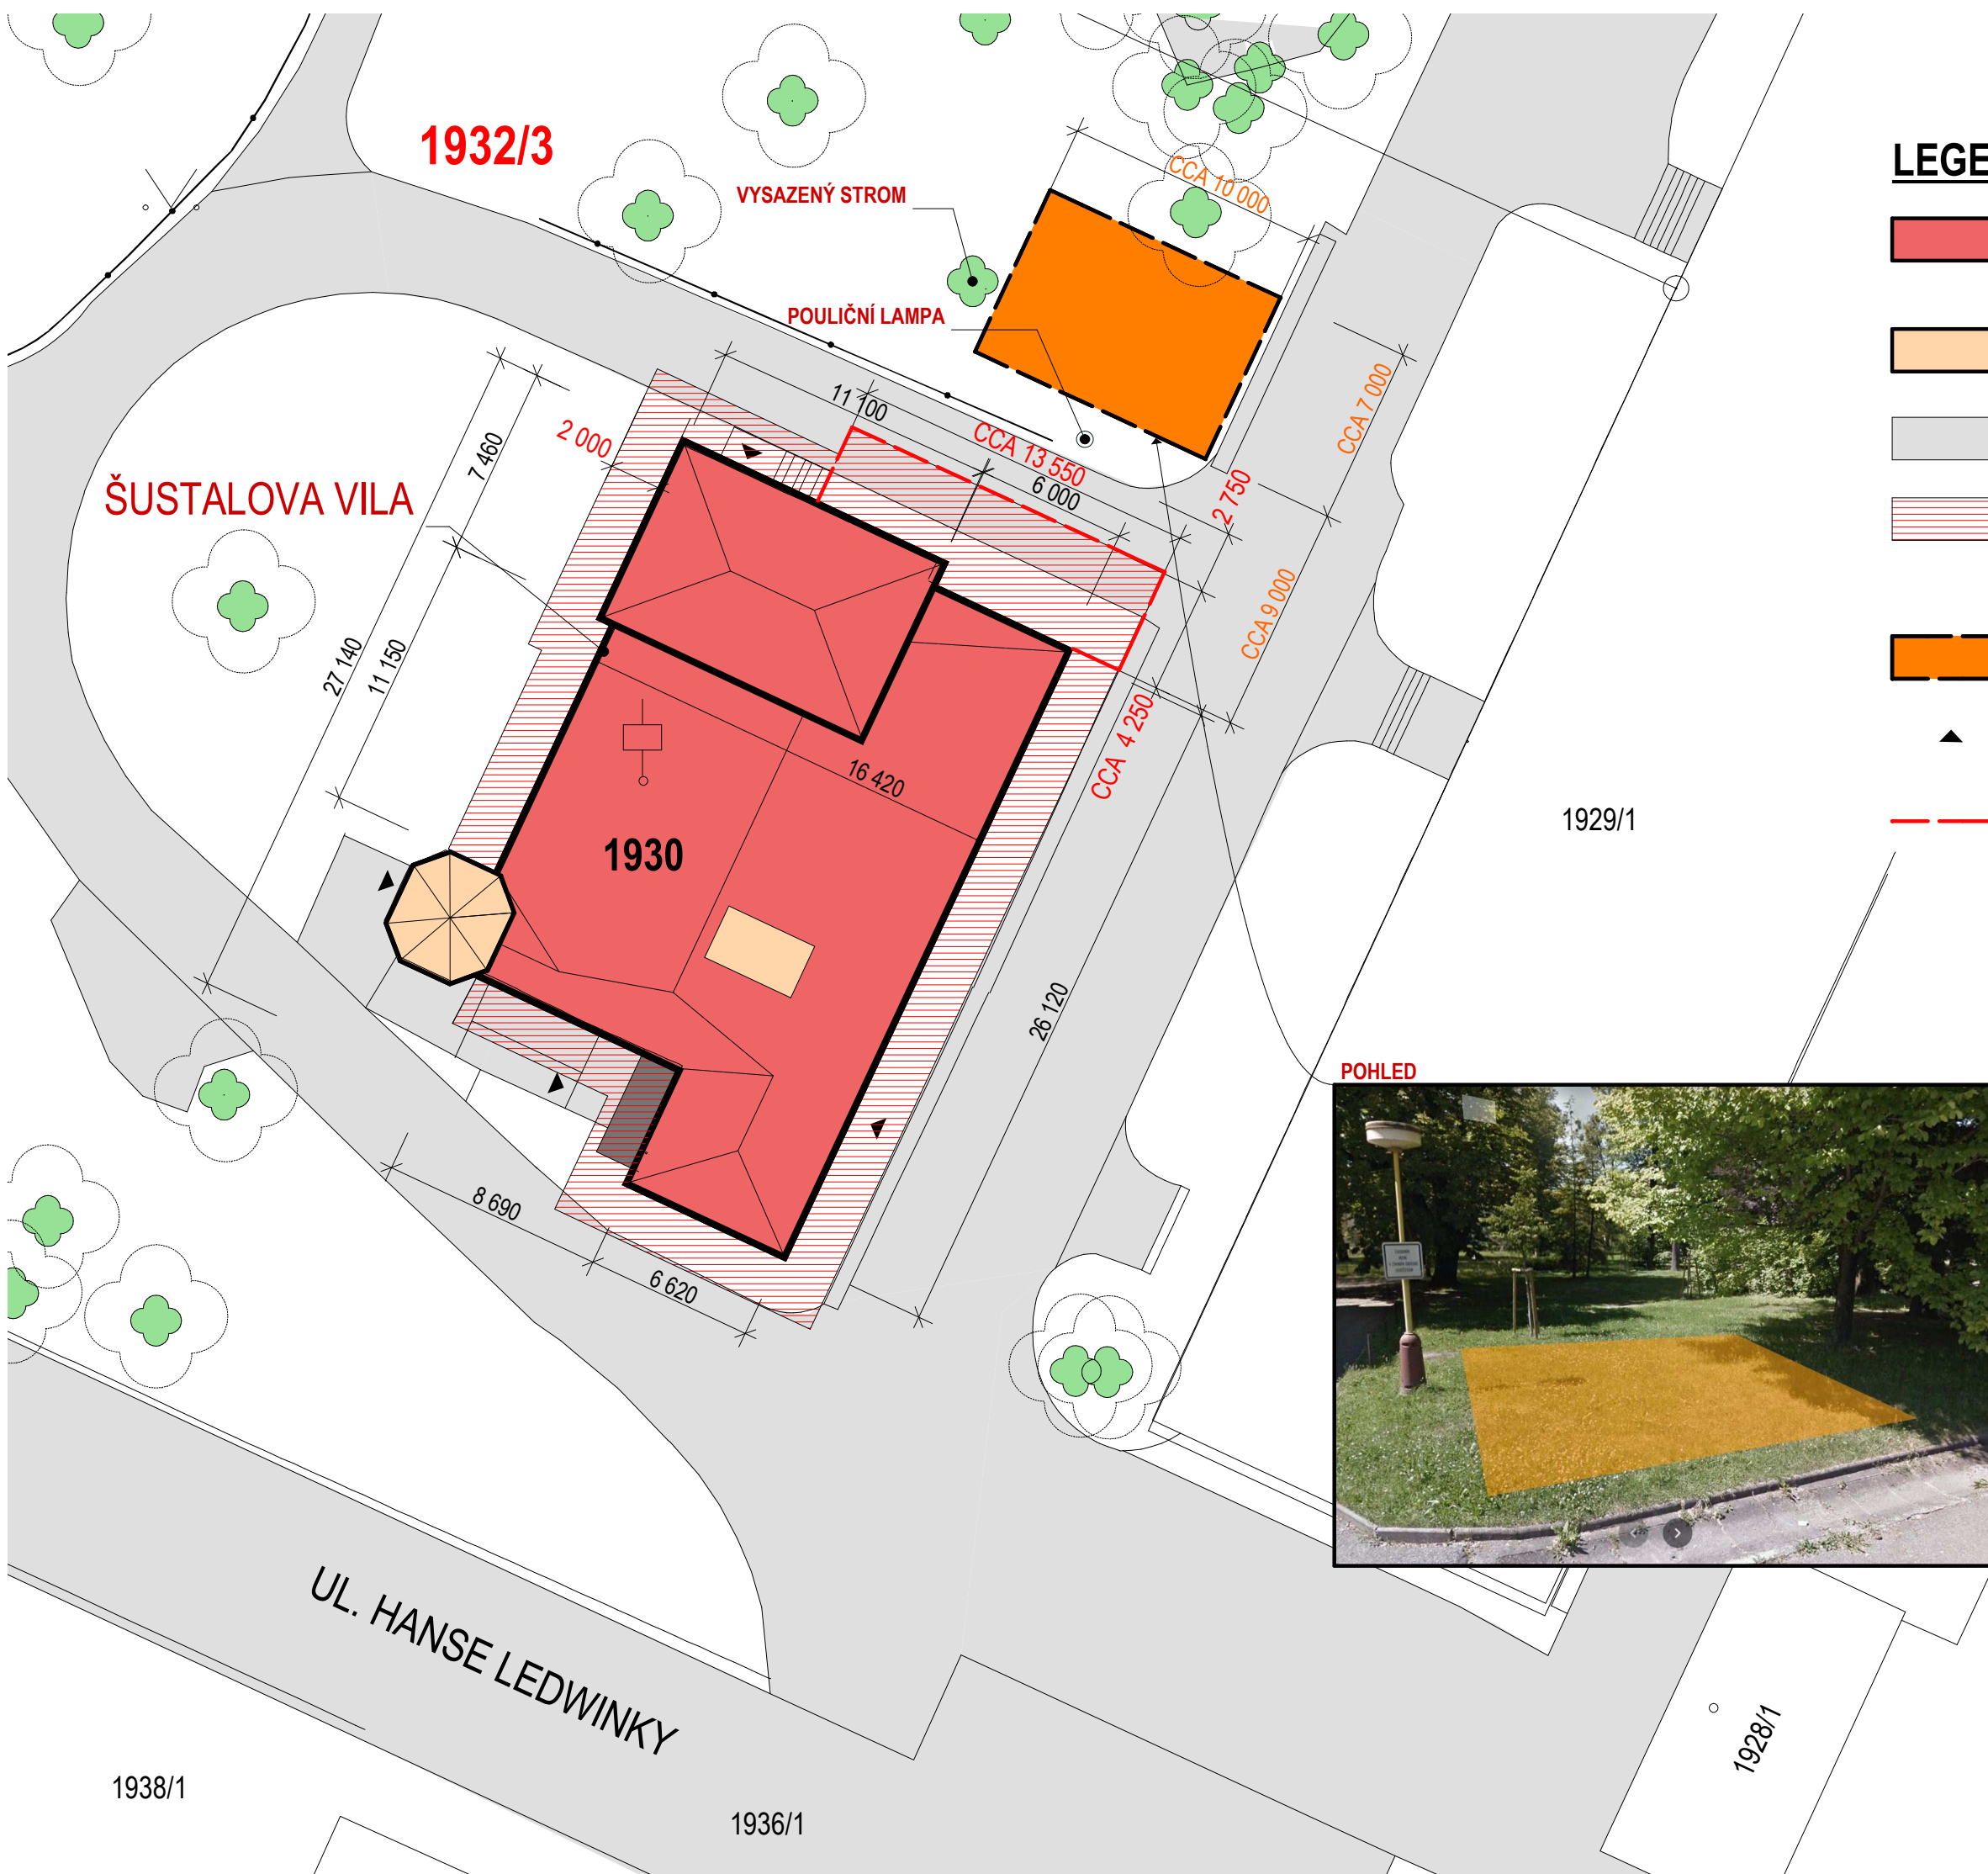 1932/3
LEGE
VYSAZENÝ STROM
CCA 10 000
POULIČNÍ LAMPA
11 100
CCA 13 550
6 000
CCA 7 000
2 000
7 460
2 750
ŠUSTALOVA VILA
CCA 9 000
27 140
11 150
CCA 4 250
16 420
1930
1929/1
26 120
POHLED
8 690
6 620
UL. HANSE LEDWINKY
1928/1
1938/1
1936/1